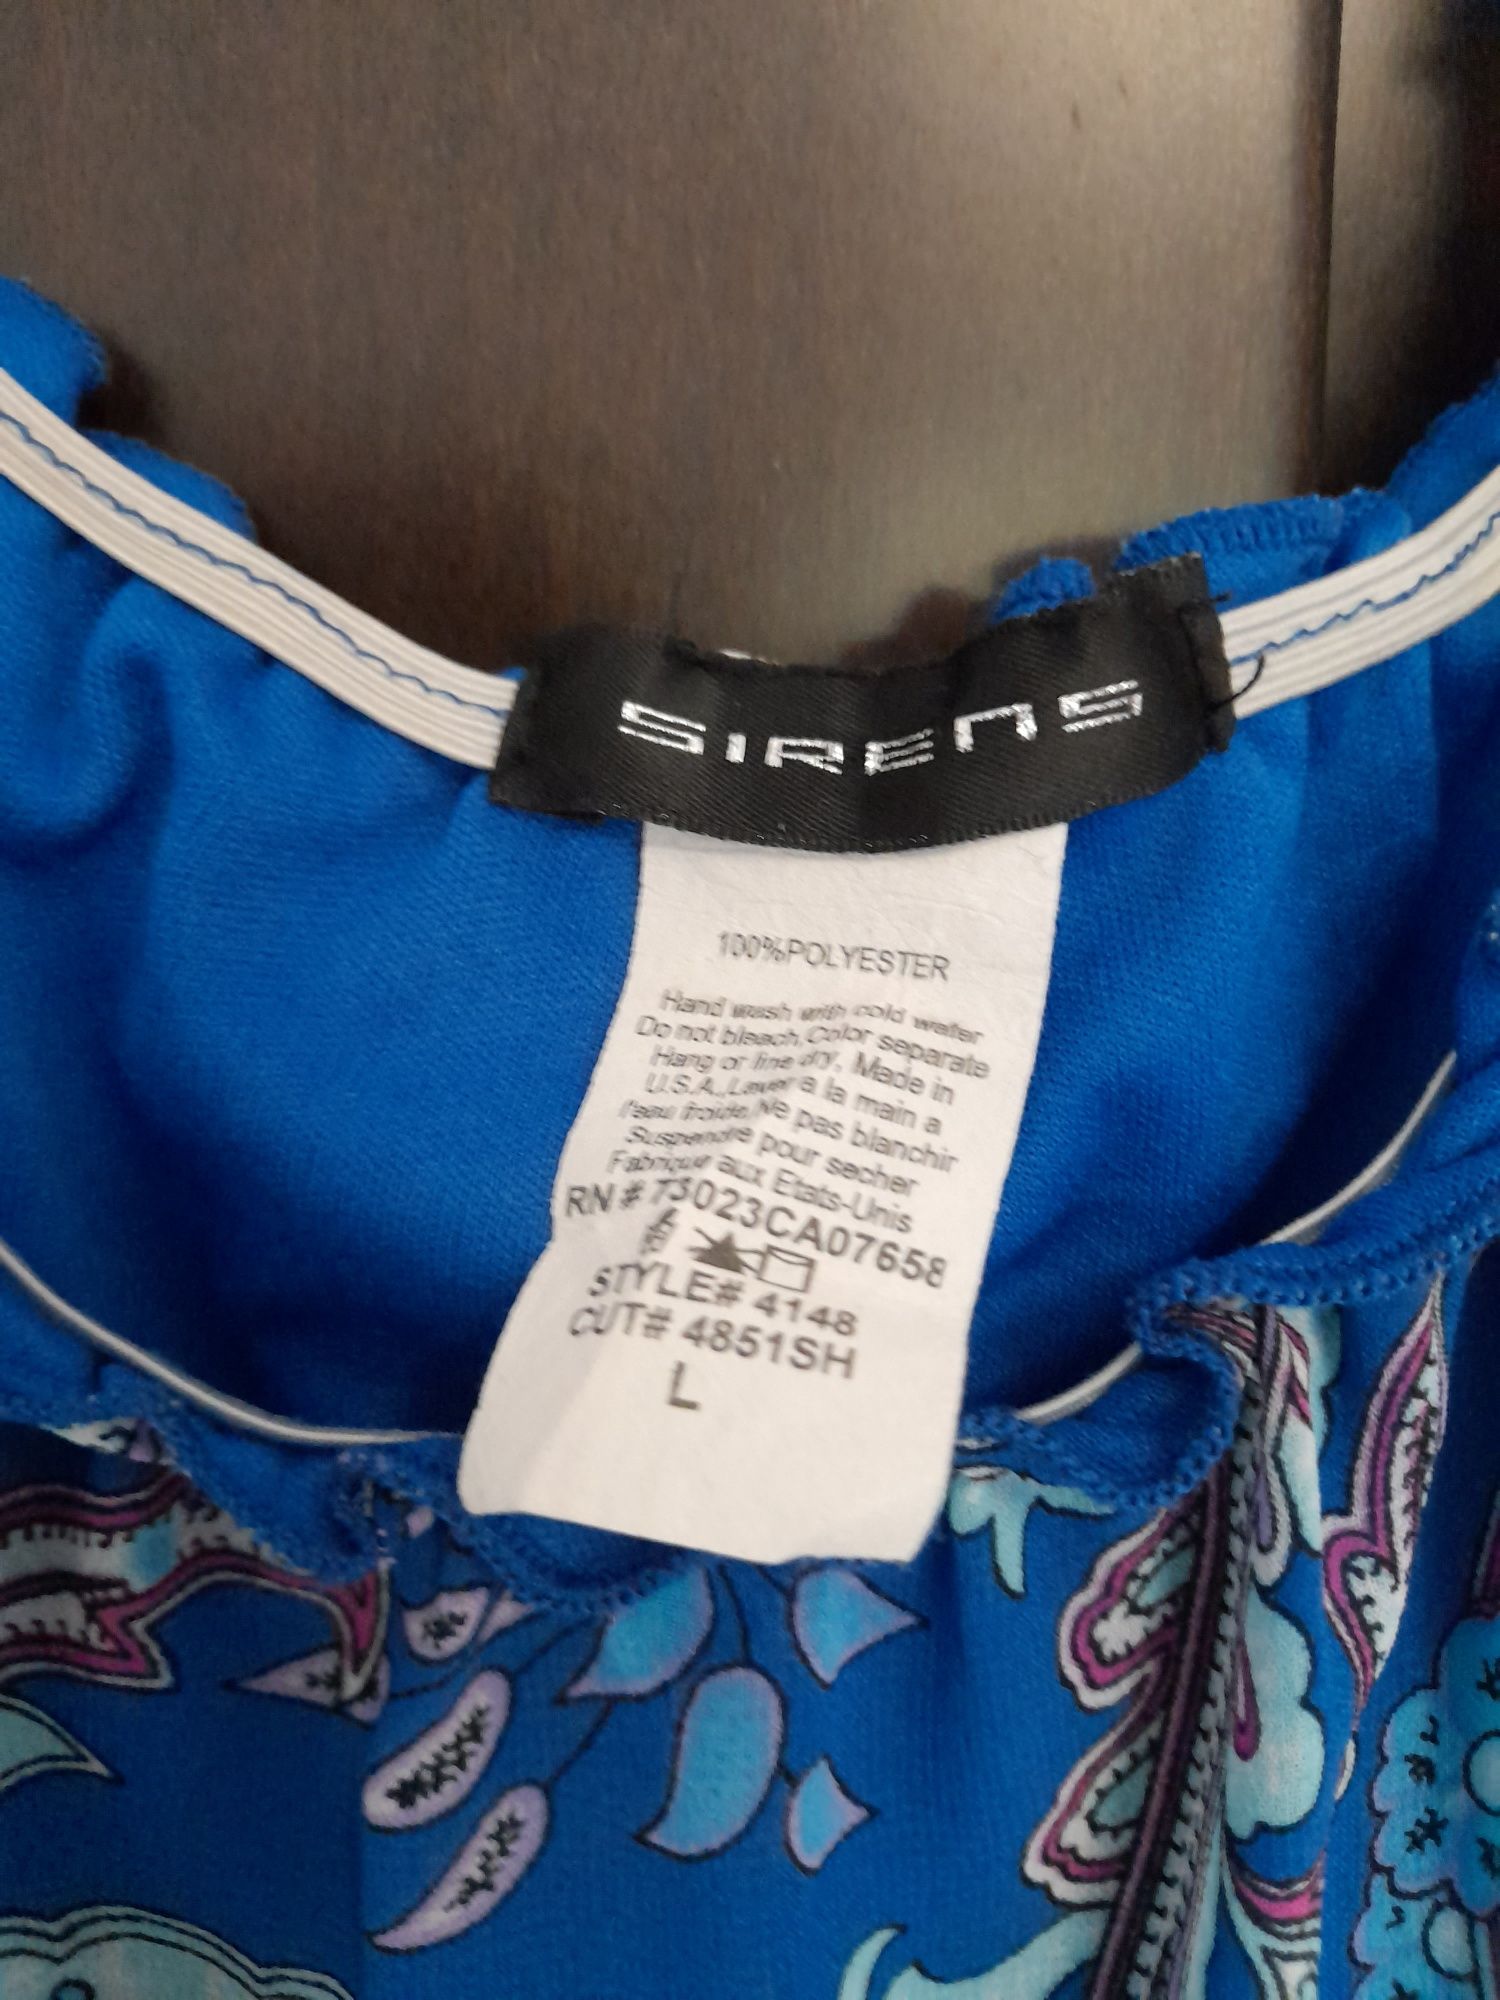 SIRENS
100%POLYESTER
Hand wash with cold water
Do not bleach,Color separate
Hang or line dry, Made in
U.S.A.,Laver a la main a
l'eau froide,Ne pas blanchir
Suspendre pour secher
Fabrique aux Etats-Unis
RN # 73023CA07658
STYLE# 4148
CUT# 4851SH
L